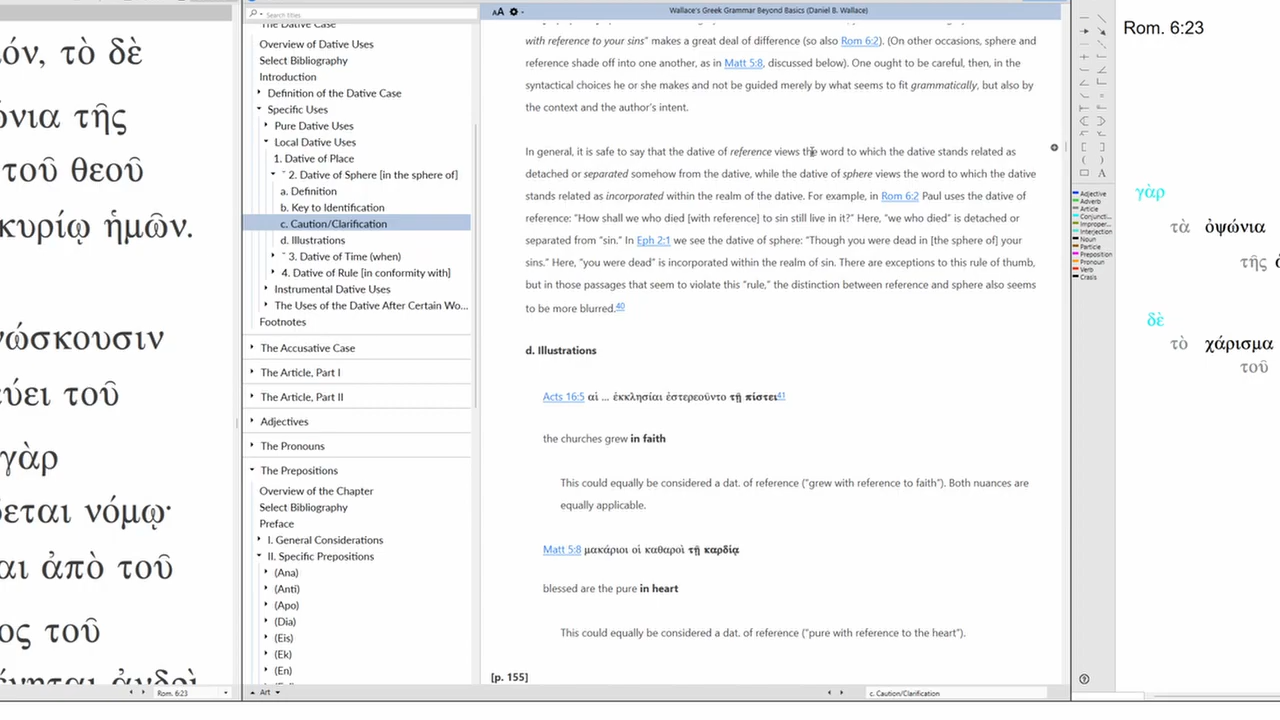 όν, τὸ δὲ
ώνια τῆς
τοῦ θεοῦ
κυρίῳ ἡμῶν.
νώσκουσιν
ύει τοῦ
γὰρ
δεται νόμῳ·
αι ἀπὸ τοῦ
ος τοῦ
Rom. 6:23
Search titles
The Dative Case
Overview of Dative Uses
Select Bibliography
Introduction
Definition of the Dative Case
Specific Uses
Pure Dative Uses
Local Dative Uses
1. Dative of Place
ˆ 2. Dative of Sphere [in the sphere of]
a. Definition
b. Key to Identification
c. Caution/Clarification
d. Illustrations
ˆ 3. Dative of Time (when)
4. Dative of Rule [in conformity with]
Instrumental Dative Uses
The Uses of the Dative After Certain Wo...
Footnotes
The Accusative Case
The Article, Part I
The Article, Part II
Adjectives
The Pronouns
The Prepositions
Overview of the Chapter
Select Bibliography
Preface
I. General Considerations
II. Specific Prepositions
(Ana)
(Anti)
(Apo)
(Dia)
(Eis)
(Ek)
(En)
Art
AA
Wallace's Greek Grammar Beyond Basics (Daniel B. Wallace)
with reference to your sins" makes a great deal of difference (so also Rom 6:2). (On other occasions, sphere and
reference shade off into one another, as in Matt 5:8, discussed below). One ought to be careful, then, in the
syntactical choices he or she makes and not be guided merely by what seems to fit grammatically, but also by
the context and the author's intent.
In general, it is safe to say that the dative of reference views the word to which the dative stands related as
detached or separated somehow from the dative, while the dative of sphere views the word to which the dative
stands related as incorporated within the realm of the dative. For example, in Rom 6:2 Paul uses the dative of
reference: "How shall we who died [with reference] to sin still live in it?" Here, "we who died" is detached or
separated from "sin." In Eph 2:1 we see the dative of sphere: "Though you were dead in [the sphere of] your
sins." Here, "you were dead" is incorporated within the realm of sin. There are exceptions to this rule of thumb,
but in those passages that seem to violate this "rule," the distinction between reference and sphere also seems
to be more blurred.40
d. Illustrations
Acts 16:5 αἱ ... ἐκκλησίαι ἐστερεοῦντο τῇ πίστει41
the churches grew in faith
This could equally be considered a dat. of reference ("grew with reference to faith"). Both nuances are
equally applicable.
Matt 5:8 μακάριοι οἱ καθαροὶ τῇ καρδίᾳ
blessed are the pure in heart
This could equally be considered a dat. of reference ("pure with reference to the heart").
[p. 155]
c. Caution/Clarification
Adjective
Adverb
Article
Conjuncti...
Improper...
Interjection
Noun
Particle
Preposition
Pronoun
Verb
Crasis
Rom. 6:23
γὰρ
τὰ ὀψώνια
τῆς
δὲ
τὸ χάρισμα
τοῦ